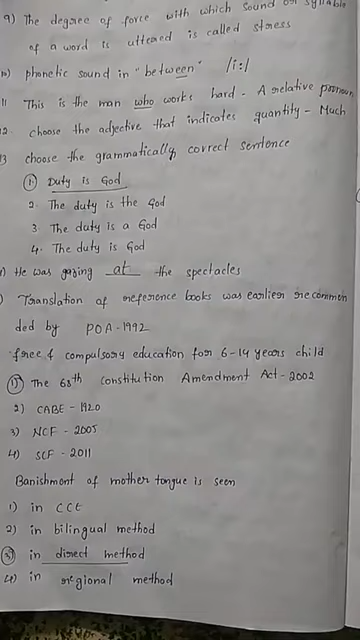 9) The degree of force with which sound or syllable
of a word is uttered is called stress
10) phonetic sound in "between" /i:/
11 This is the man who works hard - A relative pronoun
12. choose the adjective that indicates quantity - Much
13 choose the grammatically correct sentence
1. Duty is God
2. The duty is the God
3. The duty is a God
4. The duty is God
) He was gazing at the spectacles
) Translation of reference books was earlier recommen
ded by POA-1992
free & compulsory education for 6-14 years child
1) The 86th constitution Amendment Act-2002
2) CABE - 1920
3) NCF - 2005
4) SCF - 2011
Banishment of mother tongue is seen
1) in CCE
2) in bilingual method
3) in direct method
4) in regional method